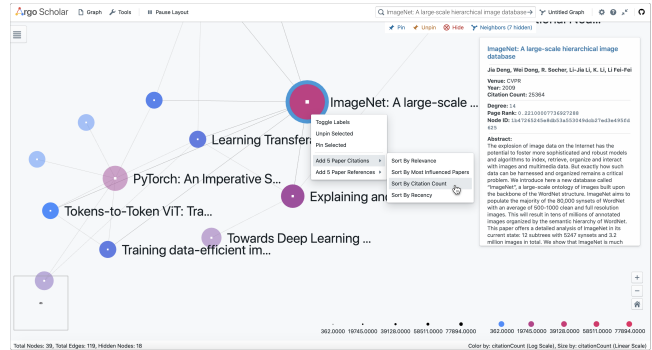 Argo Scholar
Graph
Tools
Pause Layout
ImageNet: A large-scale hierarchical image database
Untitled Graph
Pin
Unpin
Hide
Neighbors (7 hidden)
ImageNet: A large-scale ...
Toggle Labels
Unpin Selected
Pin Selected
Add 5 Paper Citations
Add 5 Paper References
Sort By Relevance
Sort By Most Influenced Papers
Sort By Citation Count
Sort By Recency
Learning Transfera
PyTorch: An Imperative S...
Explaining and
Tokens-to-Token ViT: Tra...
Towards Deep Learning ...
Training data-efficient im...
ImageNet: A large-scale hierarchical image
database
Jia Deng, Wei Dong, R. Socher, Li-Jia Li, K. Li, Li Fei-Fei
Venue: CVPR
Year: 2009
Citation Count: 25364
Degree: 14
Abstract:
The explosion of image data on the Internet has the
potential to foster more sophisticated and robust models
and algorithms to index, retrieve, organize and interact
with images and multimedia data. But exactly how such
data can be harnessed and organized remains a critical
problem. We introduce here a new database called
"ImageNet", a large-scale ontology of images built upon
the backbone of the WordNet structure. ImageNet aims to
populate the majority of the 80,000 synsets of WordNet
with an average of 500-1000 clean and full resolution
images. This will result in tens of millions of annotated
images organized by the semantic hierarchy of WordNet.
This paper offers a detailed analysis of ImageNet in its
current state: 12 subtrees with 5247 synsets and 3.2
million images in total. We show that ImageNet is much
362.0000 19745.0000 39128.0000 58511.0000 77894.0000
362.0000 19745.0000 39128.0000 58511.0000 77894.0000
Total Nodes: 39, Total Edges: 119, Hidden Nodes: 18
Color by: citationCount (Log Scale), Size by: citationCount (Linear Scale)